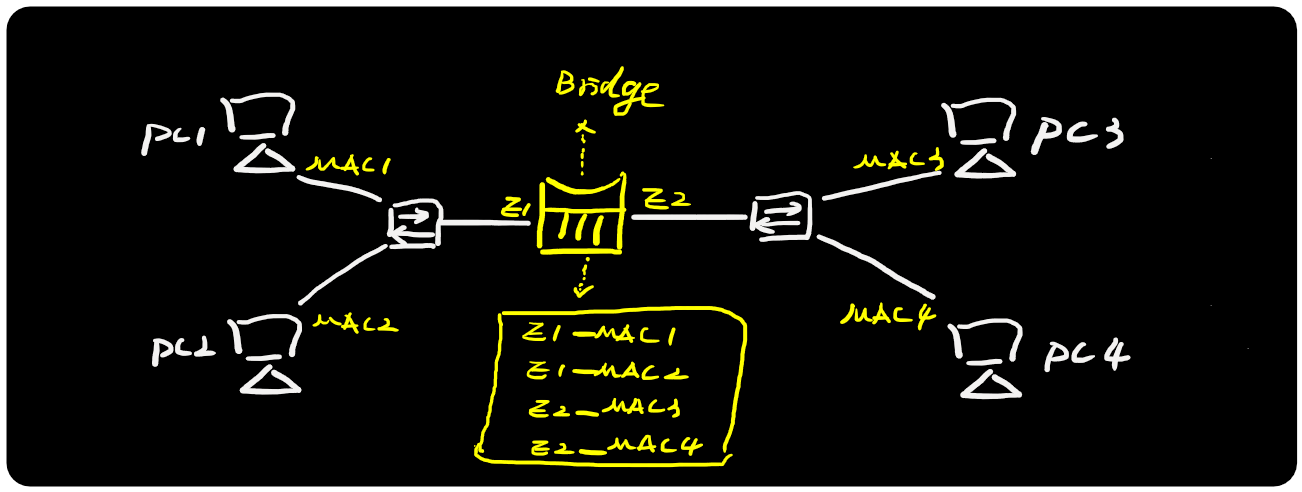 Bridge
PC1
MAC1
PC3
MAC3
E1
E2
PC2
MAC2
MAC4
PC4
E1-MAC1
E1-MAC2
E2-MAC3
E2-MAC4